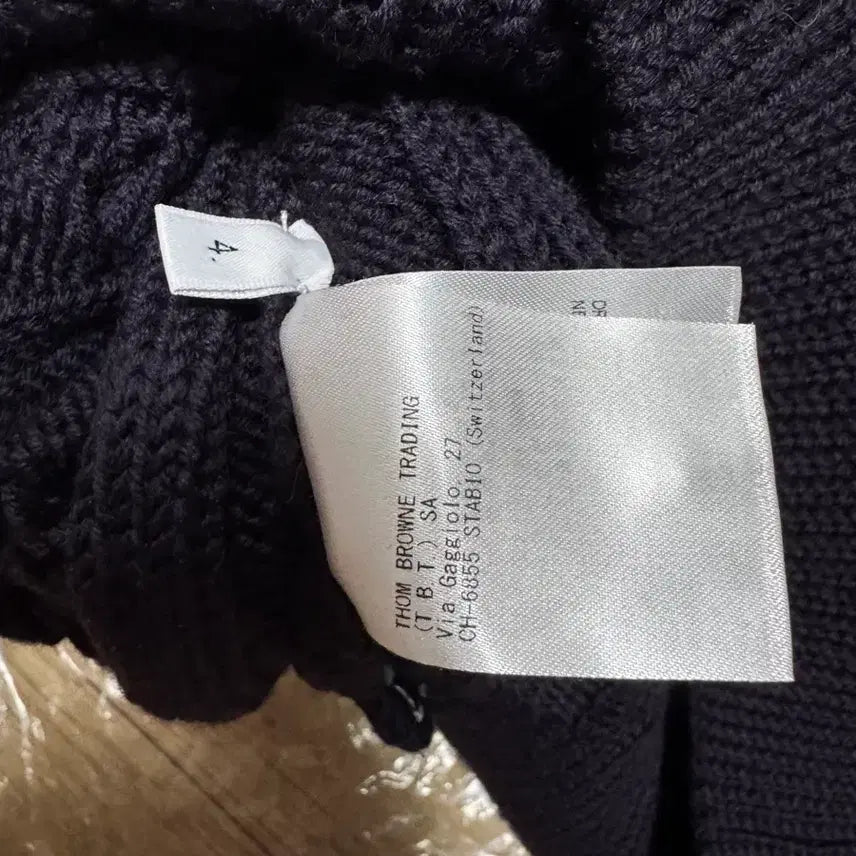 4.
THOM BROWNE TRADING
(T B T ) SA
Via Gaggiolo, 27
CH-6855 STABIO (Switzerland)